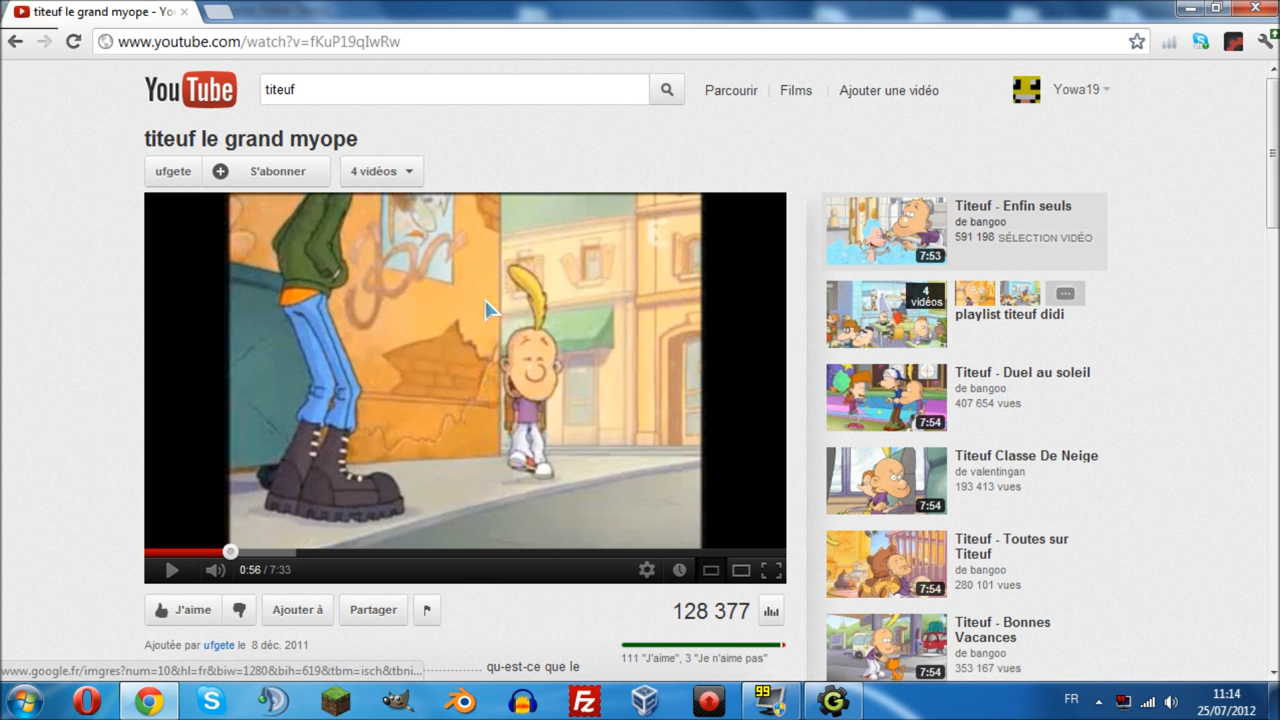 titeuf le grand myope - Yo
www.youtube.com/watch?v=fKuP19qIwRw
YouTube
titeuf
Parcourir
Films
Ajouter une vidéo
Yowa19
titeuf le grand myope
ufgete
S'abonner
4 vidéos
0:56 / 7:33
J'aime
Ajouter à
Partager
128 377
Ajoutée par ufgete le 8 déc. 2011
111 "J'aime", 3 "Je n'aime pas"
qu-est-ce que le
www.google.fr/imgres?num=10&hl=fr&biw=1280&bih=619&tbm=isch&tbni...
Titeuf - Enfin seuls
de bangoo
591 198 SÉLECTION VIDÉO
7:53
4
vidéos
playlist titeuf didi
Titeuf - Duel au soleil
de bangoo
407 654 vues
7:54
Titeuf Classe De Neige
de valentingan
193 413 vues
7:54
Titeuf - Toutes sur
Titeuf
de bangoo
280 101 vues
7:54
Titeuf - Bonnes
Vacances
de bangoo
353 167 vues
7:54
99
FR
11:14
25/07/2012